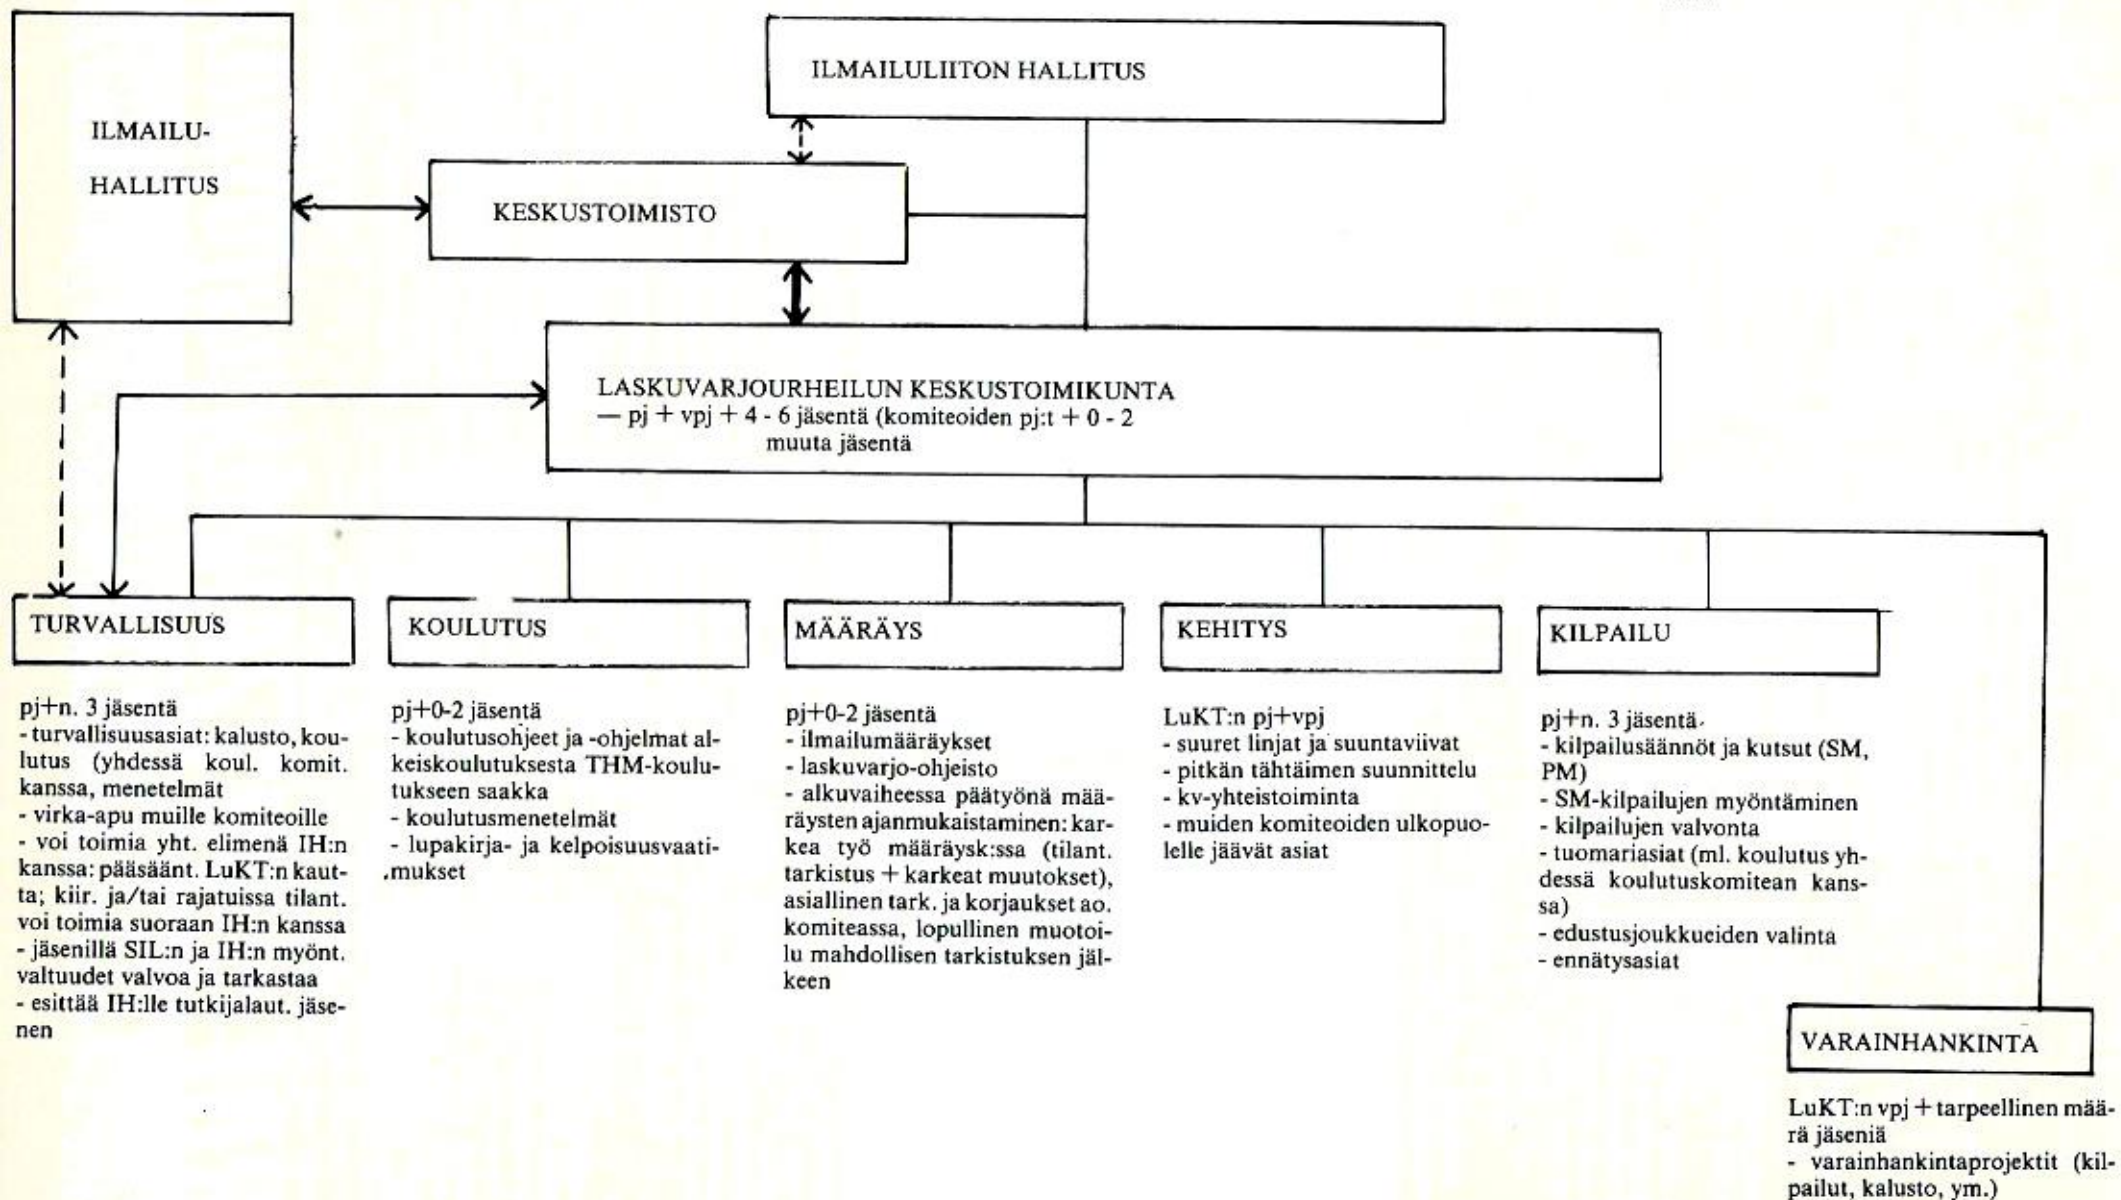 ILMAILU-
HALLITUS
ILMAILULIITON HALLITUS
KESKUSTOIMISTO
LASKUVARJOURHEILUN KESKUSTOIMIKUNTA
— pj + vpj + 4 - 6 jäsentä (komiteoiden pj:t + 0 - 2
muuta jäsentä
TURVALLISUUS
pj+n. 3 jäsentä
- turvallisuusasiat: kalusto, kou-
lutus (yhdessä koul. komit.
kanssa, menetelmät
- virka-apu muille komiteoille
- voi toimia yht. elimenä IH:n
kanssa: pääsäänt. LuKT:n kaut-
ta; kiir. ja/tai rajatuissa tilant.
voi toimia suoraan IH:n kanssa
- jäsenillä SIL:n ja IH:n myönt.
valtuudet valvoa ja tarkastaa
- esittää IH:lle tutkijalaut. jäse-
nen
KOULUTUS
pj+0-2 jäsentä
- koulutusohjeet ja -ohjelmat al-
keiskoulutuksesta THM-koulu-
tukseen saakka
- koulutusmenetelmät
- lupakirja- ja kelpoisuusvaati-
mukset
MÄÄRÄYS
pj+0-2 jäsentä
- ilmailumääräykset
- laskuvarjo-ohjeisto
- alkuvaiheessa päätyönä mää-
räysten ajanmukaistaminen: kar-
kea työ määräysk:ssa (tilant.
tarkistus + karkeat muutokset),
asiallinen tark. ja korjaukset ao.
komiteassa, lopullinen muotoi-
lu mahdollisen tarkistuksen jäl-
keen
KEHITYS
LuKT:n pj+vpj
- suuret linjat ja suuntaviivat
- pitkän tähtäimen suunnittelu
- kv-yhteistoiminta
- muiden komiteoiden ulkopuo-
lelle jäävät asiat
KILPAILU
pj+n. 3 jäsentä
- kilpailusäännöt ja kutsut (SM,
PM)
- SM-kilpailujen myöntäminen
- kilpailujen valvonta
- tuomariasiat (ml. koulutus yh-
dessä koulutuskomitean kans-
sa)
- edustusjoukkueiden valinta
- ennätysasiat
VARAINHANKINTA
LuKT:n vpj + tarpeellinen mää-
rä jäseniä
- varainhankintaprojektit (kil-
pailut, kalusto, ym.)